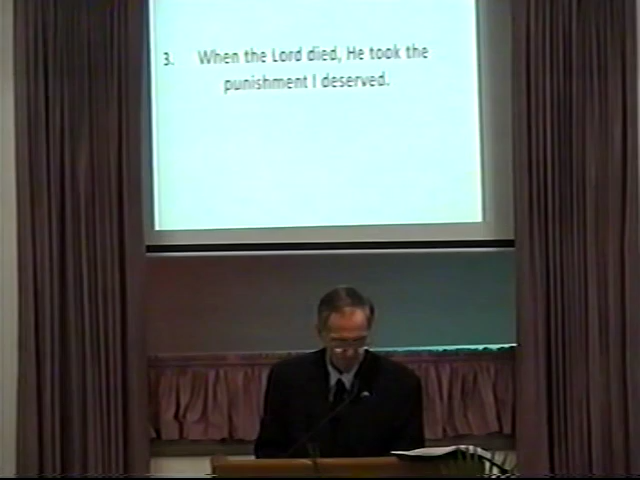 3. When the Lord died, He took the
punishment I deserved.